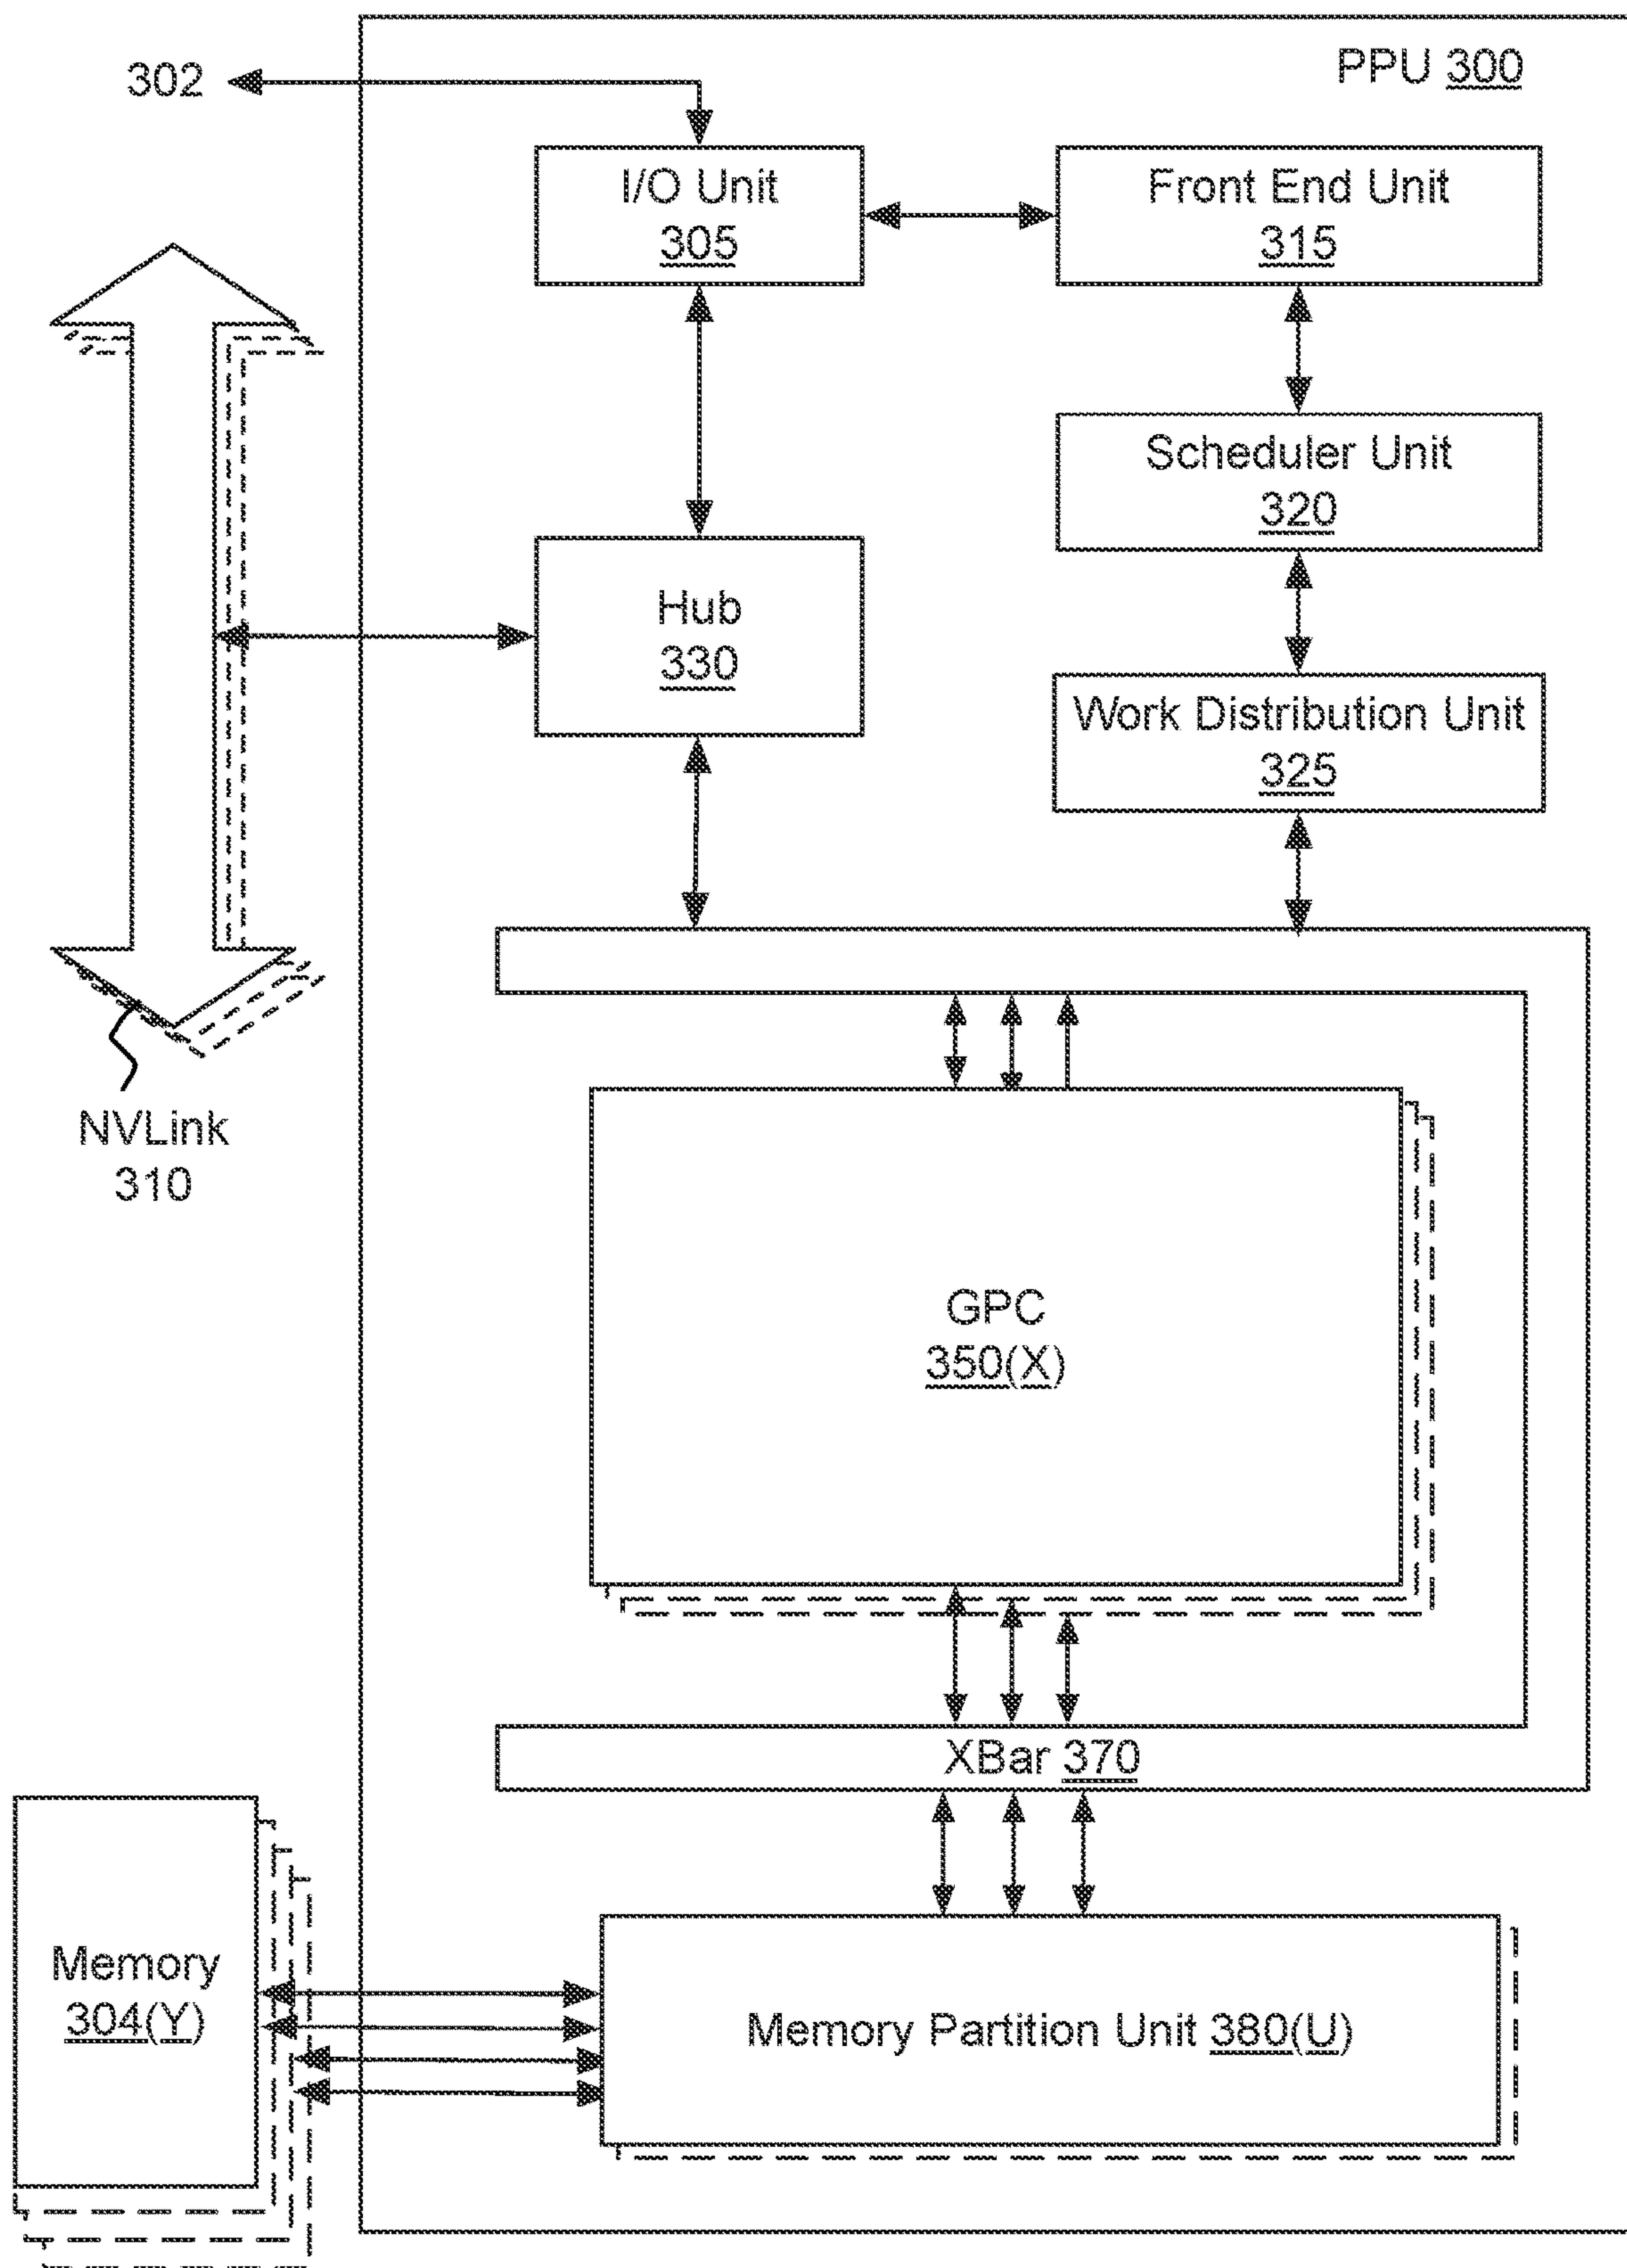 PPU 300
302
I/O Unit
305
Front End Unit
315
Scheduler Unit
320
Hub
330
Work Distribution Unit
325
NVLink
310
GPC
350(X)
XBar 370
Memory
304(Y)
Memory Partition Unit 380(U)